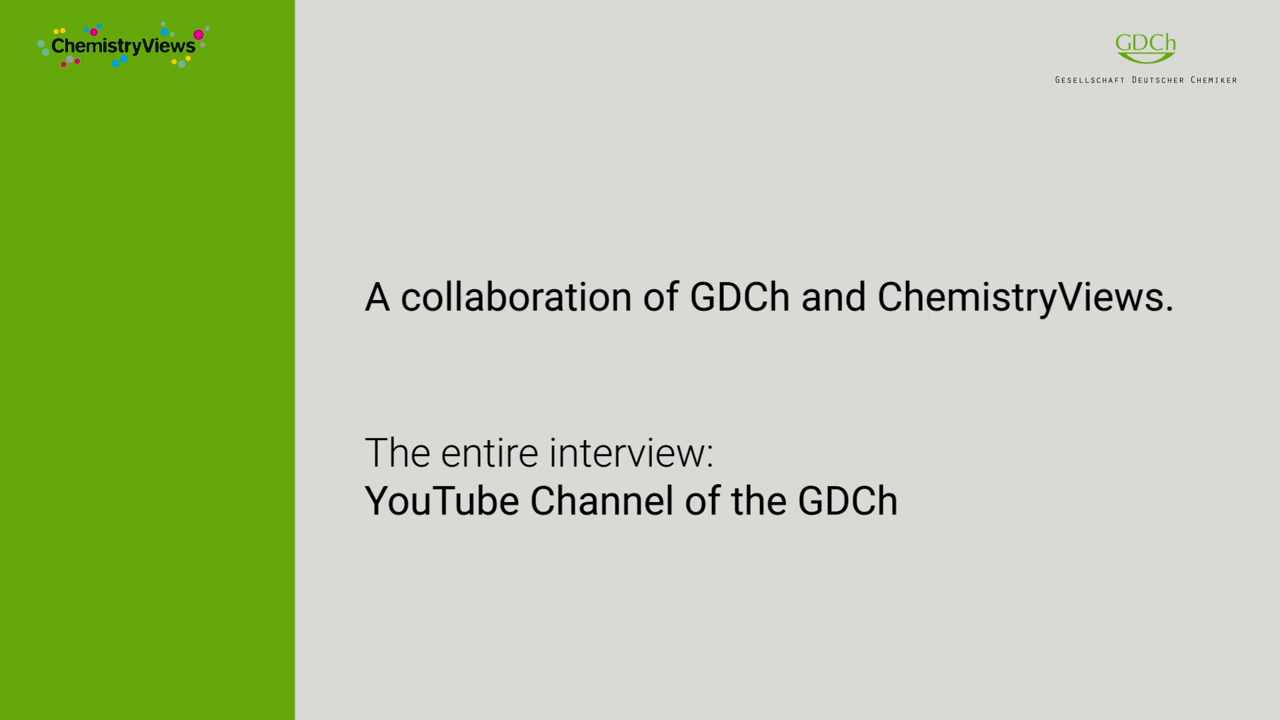 ChemistryViews
GDCh
GESELLSCHAFT DEUTSCHER CHEMIKER
A collaboration of GDCh and ChemistryViews.
The entire interview:
YouTube Channel of the GDCh